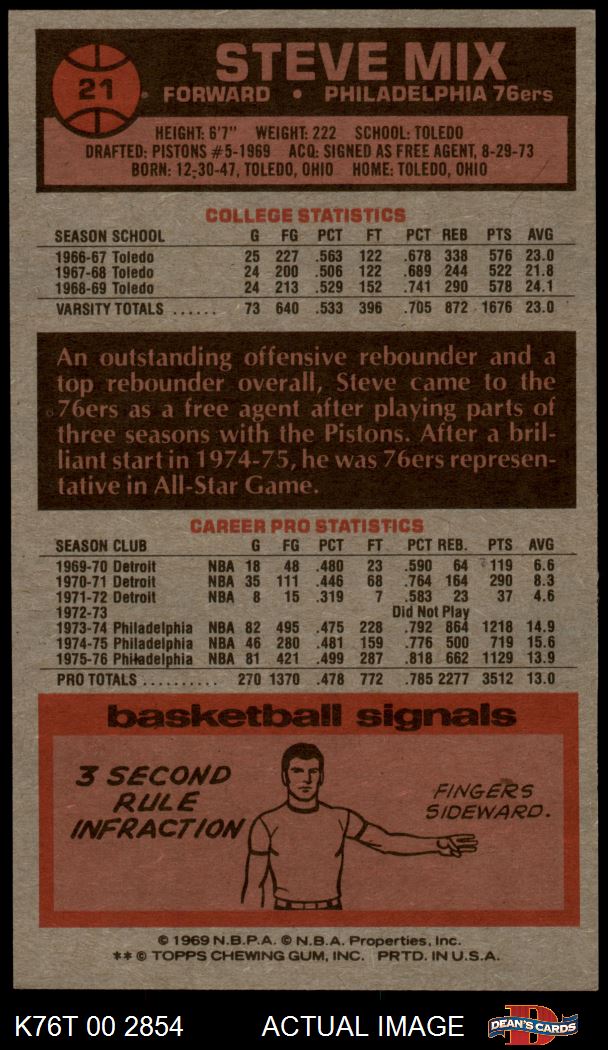 21
STEVE MIX
FORWARD • PHILADELPHIA 76ers
HEIGHT: 6'7" WEIGHT: 222 SCHOOL: TOLEDO
DRAFTED: PISTONS #5-1969 ACQ: SIGNED AS FREE AGENT, 8-29-73
BORN: 12-30-47, TOLEDO, OHIO HOME: TOLEDO, OHIO
COLLEGE STATISTICS
SEASON SCHOOL G FG PCT FT PCT REB PTS AVG
1966-67 Toledo 25 227 .563 122 .678 338 576 23.0
1967-68 Toledo 24 200 .506 122 .689 244 522 21.8
1968-69 Toledo 24 213 .529 152 .741 290 578 24.1
VARSITY TOTALS ...... 73 640 .533 396 .705 872 1676 23.0
An outstanding offensive rebounder and a
top rebounder overall, Steve came to the
76ers as a free agent after playing parts of
three seasons with the Pistons. After a bril-
liant start in 1974-75, he was 76ers represen-
tative in All-Star Game.
CAREER PRO STATISTICS
SEASON CLUB G FG PCT FT PCT REB. PTS AVG
1969-70 Detroit NBA 18 48 .480 23 .590 64 119 6.6
1970-71 Detroit NBA 35 111 .446 68 .764 164 290 8.3
1971-72 Detroit NBA 8 15 .319 7 .583 23 37 4.6
1972-73 Did Not Play
1973-74 Philadelphia NBA 82 495 .475 228 .792 864 1218 14.9
1974-75 Philadelphia NBA 46 280 .481 159 .776 500 719 15.6
1975-76 Philadelphia NBA 81 421 .499 287 .818 662 1129 13.9
PRO TOTALS .......... 270 1370 .478 772 .785 2277 3512 13.0
basketball signals
3 SECOND
RULE
INFRACTION
FINGERS
SIDEWARD.
© 1969 N.B.P.A. © N.B.A. Properties, Inc.
** © TOPPS CHEWING GUM, INC. PRTD. IN U.S.A.
K76T 00 2854 ACTUAL IMAGE
D
DEAN'S CARDS